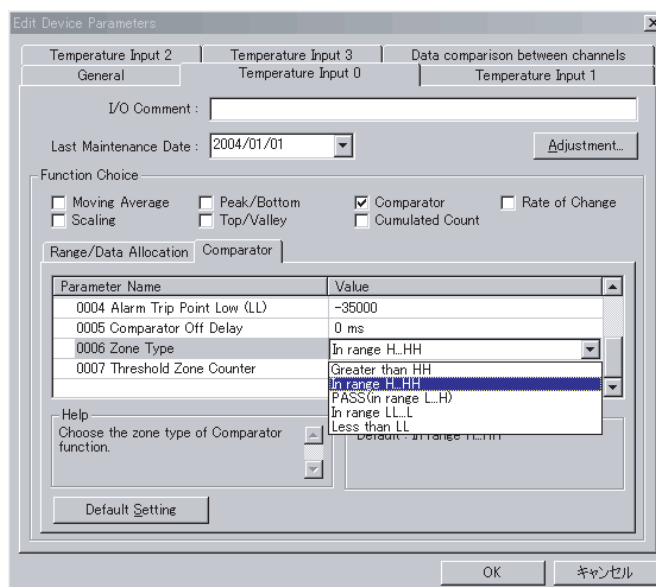 Edit Device Parameters
Temperature Input 2 Temperature Input 3 Data comparison between channels
General Temperature Input 0 Temperature Input 1
I/O Comment :
Last Maintenance Date : 2004/01/01 Adjustment...
Function Choice
Moving Average Peak/Bottom Comparator Rate of Change
Scaling Top/Valley Cumulated Count
Range/Data Allocation Comparator
Parameter Name Value
0004 Alarm Trip Point Low (LL) -35000
0005 Comparator Off Delay 0 ms
0006 Zone Type In range H...HH
0007 Threshold Zone Counter Greater than HH
In range H...HH
PASS(in range L...H)
In range LL...L
Less than LL
Help
Choose the zone type of Comparator
function.
Default : In range H...HH
Default Setting
OK キャンセル